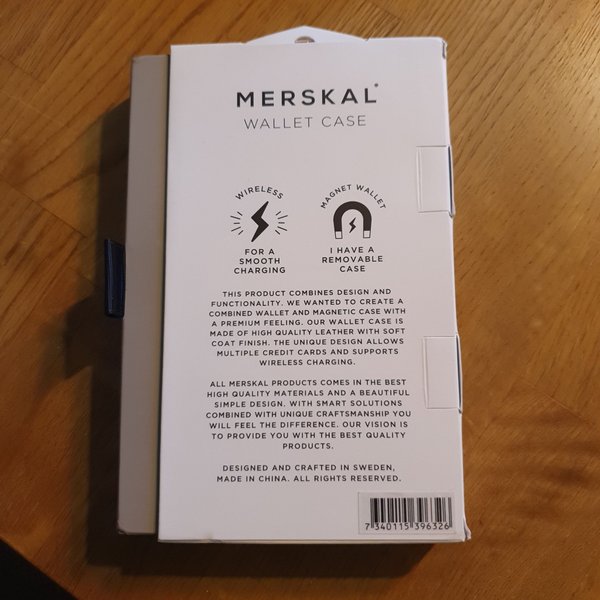 MERSKAL®
WALLET CASE
WIRELESS
FOR A
SMOOTH
CHARGING
MAGNET WALLET
I HAVE A
REMOVABLE
CASE
THIS PRODUCT COMBINES DESIGN AND
FUNCTIONALITY. WE WANTED TO CREATE A
COMBINED WALLET AND MAGNETIC CASE WITH
A PREMIUM FEELING. OUR WALLET CASE IS
MADE OF HIGH QUALITY LEATHER WITH SOFT
COAT FINISH. THE UNIQUE DESIGN ALLOWS
MULTIPLE CREDIT CARDS AND SUPPORTS
WIRELESS CHARGING.
ALL MERSKAL PRODUCTS COMES IN THE BEST
HIGH QUALITY MATERIALS AND A BEAUTIFUL
SIMPLE DESIGN. WITH SMART SOLUTIONS
COMBINED WITH UNIQUE CRAFTSMANSHIP YOU
WILL FEEL THE DIFFERENCE. OUR VISION IS
TO PROVIDE YOU WITH THE BEST QUALITY
PRODUCTS.
DESIGNED AND CRAFTED IN SWEDEN,
MADE IN CHINA. ALL RIGHTS RESERVED.
7 340115 396326